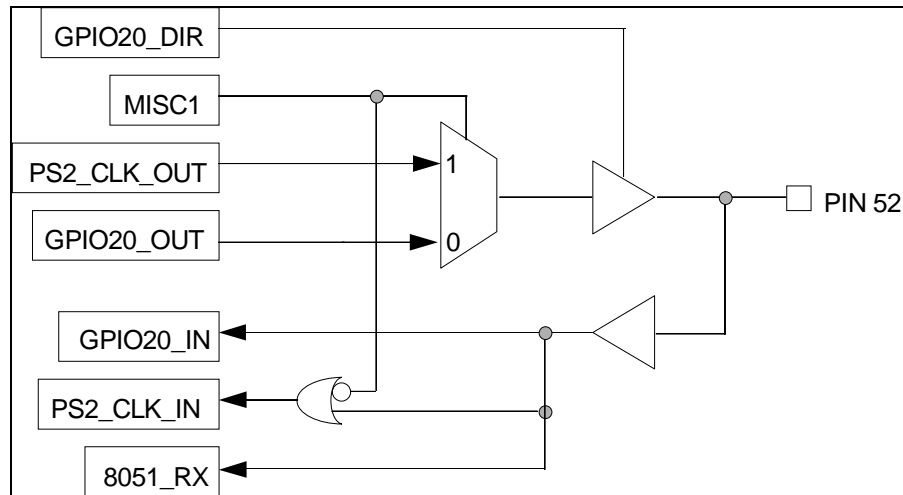 GPIO20_DIR
MISC1
PS2_CLK_OUT
1
GPIO20_OUT
0
PIN 52
GPIO20_IN
PS2_CLK_IN
8051_RX